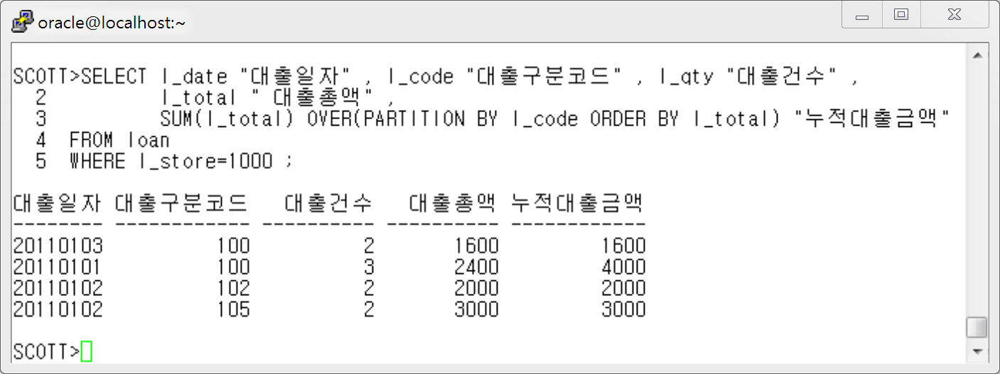 oracle@localhost:~
SCOTT>SELECT l_date "대출일자" , l_code "대출구분코드" , l_qty "대출건수" ,
  2          l_total " 대출총액" ,
  3          SUM(l_total) OVER(PARTITION BY l_code ORDER BY l_total) "누적대출금액"
  4  FROM loan
  5  WHERE l_store=1000 ;
대출일자 대출구분코드   대출건수   대출총액 누적대출금액
-------- ------------ ---------- ---------- ------------
20110103          100          2       1600         1600
20110101          100          3       2400         4000
20110102          102          2       2000         2000
20110102          105          2       3000         3000
SCOTT>